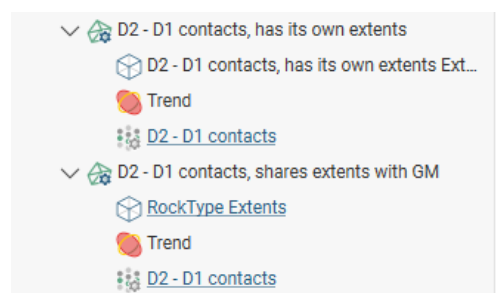 D2 - D1 contacts, has its own extents
D2 - D1 contacts, has its own extents Ext...
Trend
D2 - D1 contacts
D2 - D1 contacts, shares extents with GM
RockType Extents
Trend
D2 - D1 contacts